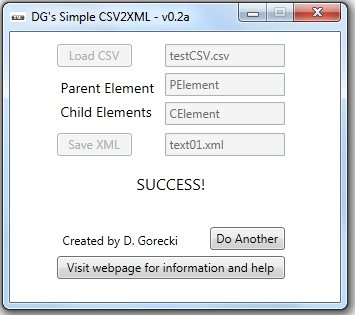 DG's Simple CSV2XML - v0.2a
Load CSV testCSV.csv
Parent Element PElement
Child Elements CElement
Save XML text01.xml
SUCCESS!
Created by D. Gorecki Do Another
Visit webpage for information and help